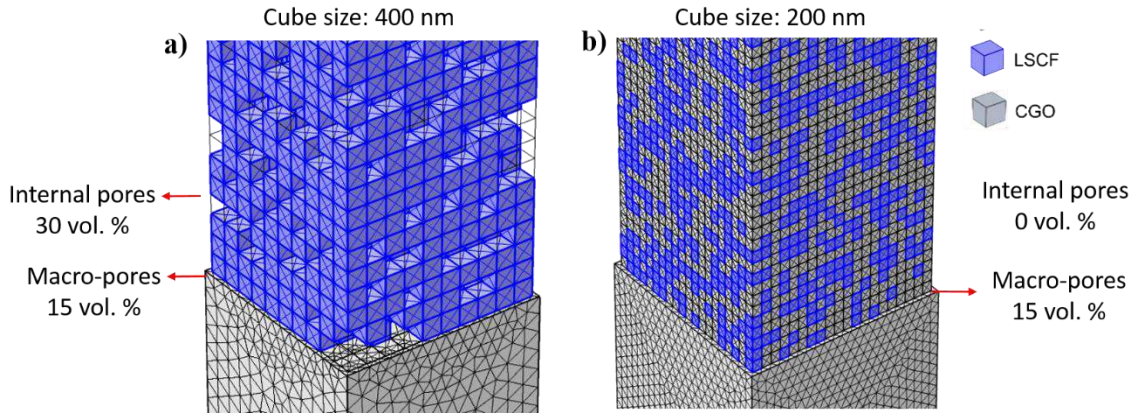 Cube size: 400 nm
a)
Internal pores
30 vol. %
Macro-pores
15 vol. %
Cube size: 200 nm
b)
LSCF
CGO
Internal pores
0 vol. %
Macro-pores
15 vol. %